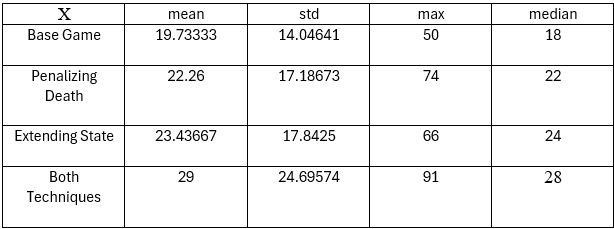 X mean std max median
Base Game 19.73333 14.04641 50 18
Penalizing 22.26 17.18673 74 22
Death
Extending State 23.43667 17.8425 66 24
Both 29 24.69574 91 28
Techniques